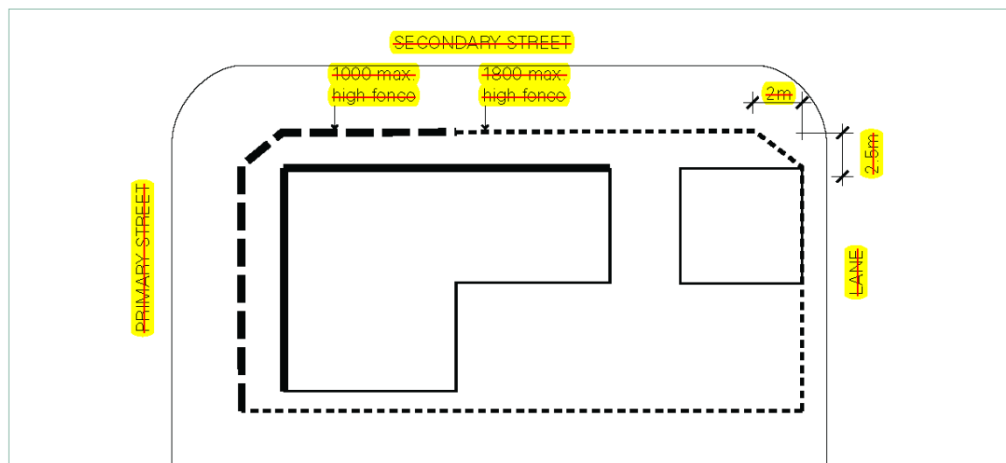 SECONDARY STREET
1000 max.
high fence
1800 max.
high fence
2m
2.5m
PRIMARY STREET
LANE